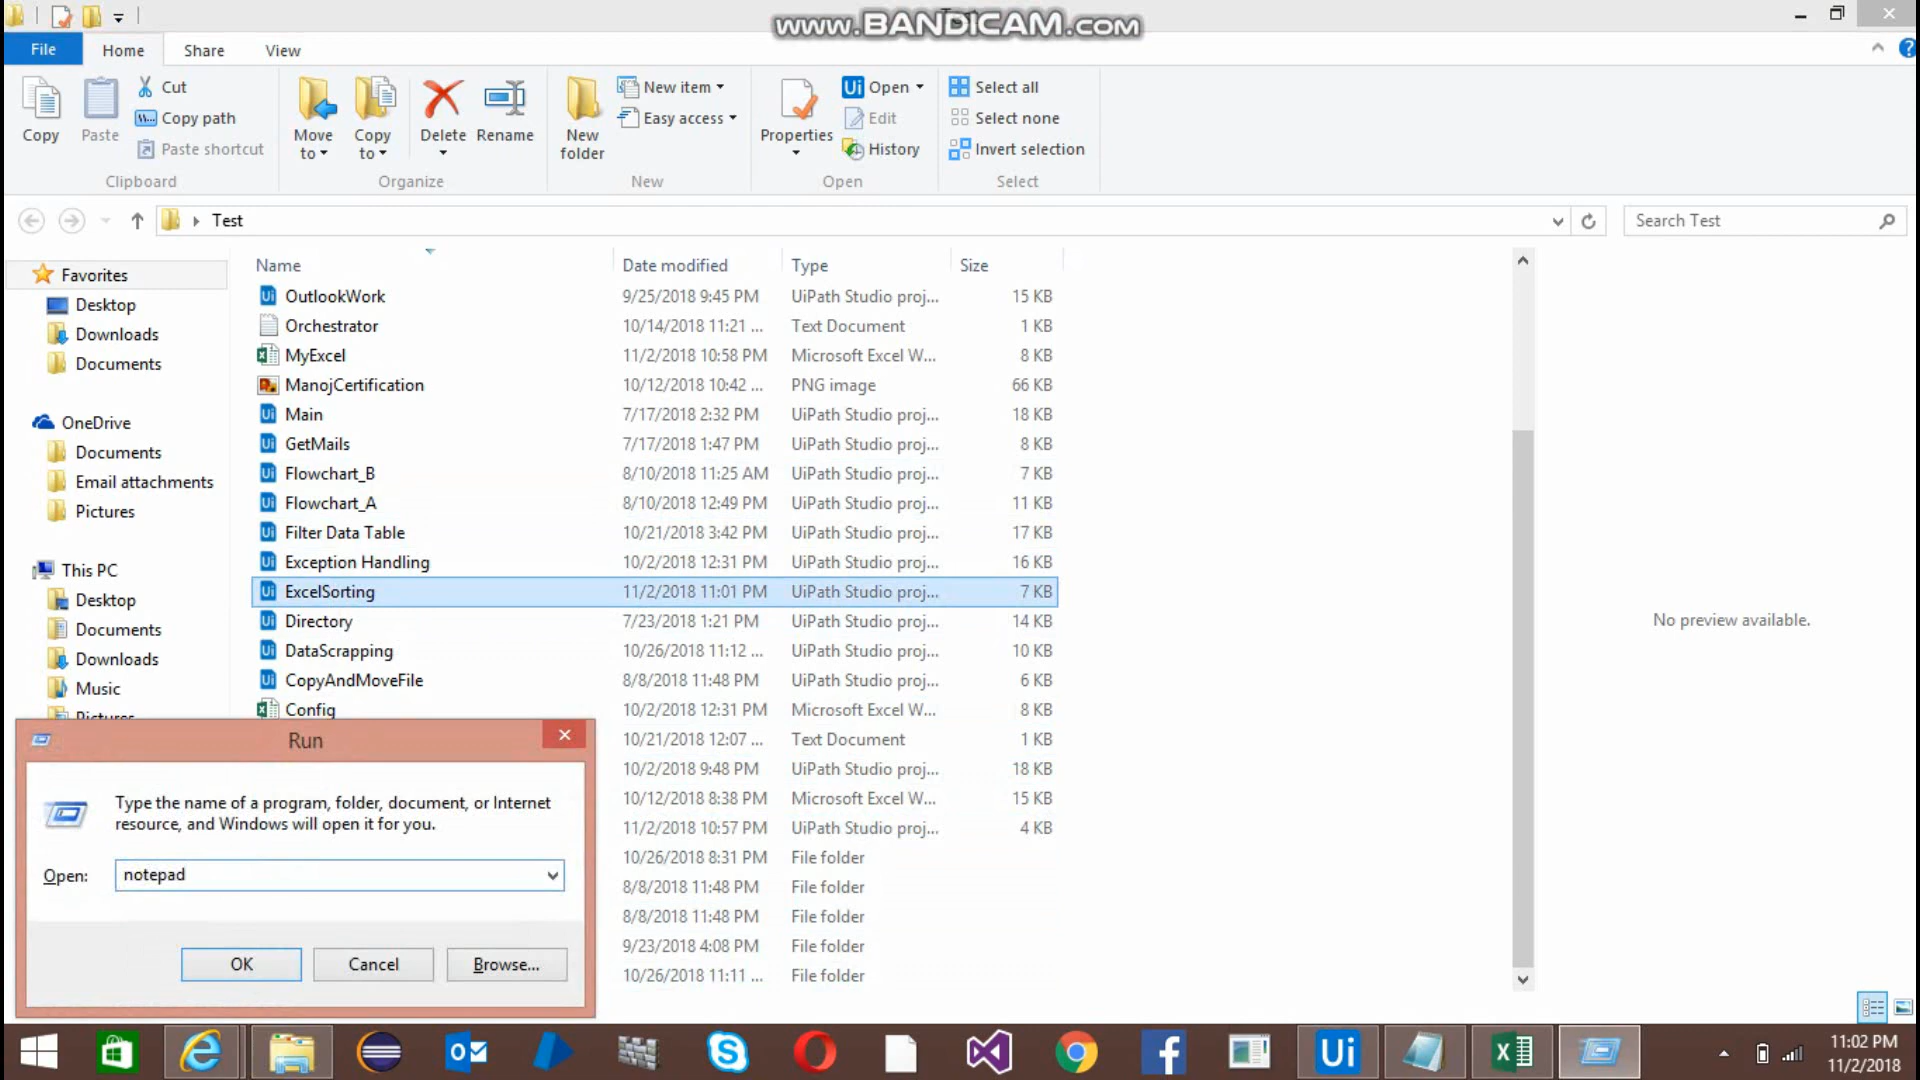 www.BANDICAM.com
File Home Share View
Copy
Paste
Cut
Copy path
Paste shortcut
Clipboard
Move to
Copy to
Delete
Rename
Organize
New folder
New item
Easy access
New
Properties
Open
Edit
History
Open
Select all
Select none
Invert selection
Select
Test
Search Test
Favorites
Desktop
Downloads
Documents
OneDrive
Documents
Email attachments
Pictures
This PC
Desktop
Documents
Downloads
Music
Pictures
Name Date modified Type Size
OutlookWork 9/25/2018 9:45 PM UiPath Studio proj... 15 KB
Orchestrator 10/14/2018 11:21 ... Text Document 1 KB
MyExcel 11/2/2018 10:58 PM Microsoft Excel W... 8 KB
ManojCertification 10/12/2018 10:42 ... PNG image 66 KB
Main 7/17/2018 2:32 PM UiPath Studio proj... 18 KB
GetMails 7/17/2018 1:47 PM UiPath Studio proj... 8 KB
Flowchart_B 8/10/2018 11:25 AM UiPath Studio proj... 7 KB
Flowchart_A 8/10/2018 12:49 PM UiPath Studio proj... 11 KB
Filter Data Table 10/21/2018 3:42 PM UiPath Studio proj... 17 KB
Exception Handling 10/2/2018 12:31 PM UiPath Studio proj... 16 KB
ExcelSorting 11/2/2018 11:01 PM UiPath Studio proj... 7 KB
Directory 7/23/2018 1:21 PM UiPath Studio proj... 14 KB
DataScrapping 10/26/2018 11:12 ... UiPath Studio proj... 10 KB
CopyAndMoveFile 8/8/2018 11:48 PM UiPath Studio proj... 6 KB
Config 10/2/2018 12:31 PM Microsoft Excel W... 8 KB
10/21/2018 12:07 ... Text Document 1 KB
10/2/2018 9:48 PM UiPath Studio proj... 18 KB
10/12/2018 8:38 PM Microsoft Excel W... 15 KB
11/2/2018 10:57 PM UiPath Studio proj... 4 KB
10/26/2018 8:31 PM File folder
8/8/2018 11:48 PM File folder
8/8/2018 11:48 PM File folder
9/23/2018 4:08 PM File folder
10/26/2018 11:11 ... File folder
No preview available.
Run
Type the name of a program, folder, document, or Internet
resource, and Windows will open it for you.
Open: notepad
OK Cancel Browse...
11:02 PM
11/2/2018